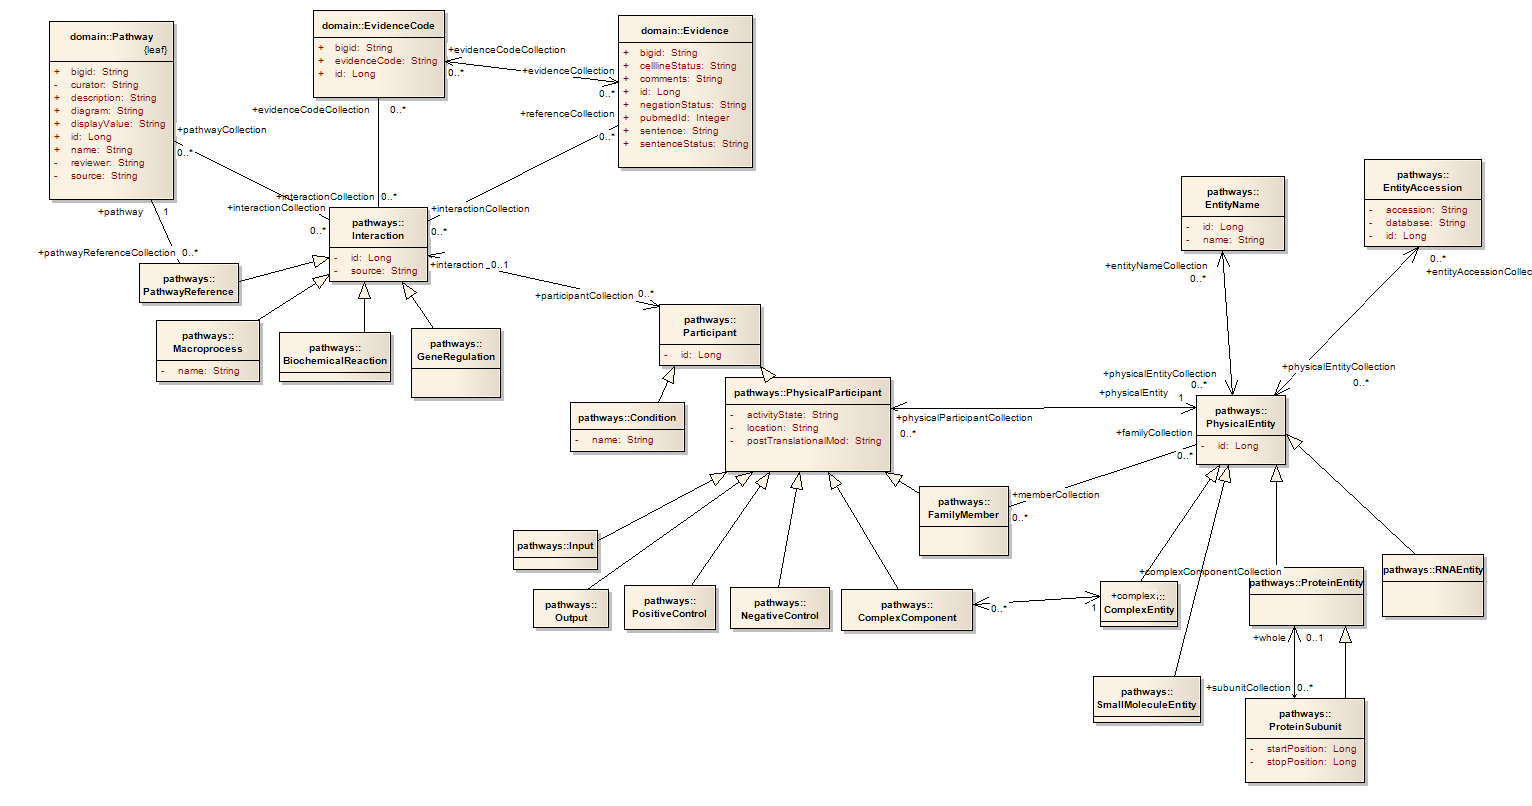 domain::Pathway
{leaf}
+ bigid: String
- curator: String
+ description: String
+ diagram: String
+ displayValue: String
+ id: Long
+ name: String
- reviewer: String
- source: String
domain::EvidenceCode
+ bigid: String
+ evidenceCode: String
+ id: Long
domain::Evidence
+ bigid: String
+ celllineStatus: String
+ comments: String
+ id: Long
+ negationStatus: String
+ pubmedId: Integer
+ sentence: String
+ sentenceStatus: String
+evidenceCodeCollection
0..*
+evidenceCollection
0..*
+evidenceCodeCollection 0..*
+referenceCollection
0..*
+pathwayCollection
0..*
+interactionCollection 0..*
+interactionCollection
0..*
+interactionCollection
0..*
+pathway 1
+pathwayReferenceCollection 0..*
pathways::
Interaction
- id: Long
- source: String
+interaction 0..1
+participantCollection 0..*
pathways::
PathwayReference
pathways::
Macroprocess
- name: String
pathways::
BiochemicalReaction
pathways::
GeneRegulation
pathways::
Participant
- id: Long
pathways::Condition
- name: String
pathways::PhysicalParticipant
- activityState: String
- location: String
- postTranslationalMod: String
pathways::
EntityName
- id: Long
- name: String
pathways::
EntityAccession
- accession: String
- database: String
- id: Long
+entityNameCollection
0..*
0..*
+entityAccessionCollec
+physicalEntityCollection
0..*
+physicalEntityCollection
0..*
+physicalEntity 1
+physicalParticipantCollection
0..*
pathways::
PhysicalEntity
- id: Long
+familyCollection
0..*
+memberCollection
0..*
pathways::
FamilyMember
pathways::Input
pathways::
Output
pathways::
PositiveControl
pathways::
NegativeControl
pathways::
ComplexComponent
+complexComponentCollection
0..*
+complex
1
::
ComplexEntity
pathways::ProteinEntity
pathways::RNAEntity
+whole 0..1
+subunitCollection 0..*
pathways::
SmallMoleculeEntity
pathways::
ProteinSubunit
- startPosition: Long
- stopPosition: Long